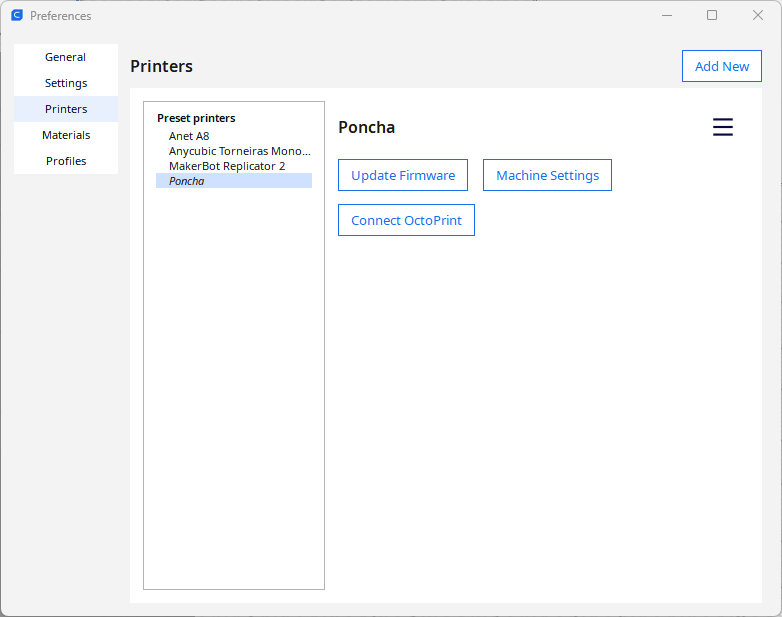 Preferences
General
Settings
Printers
Materials
Profiles
Printers
Add New
Preset printers
Anet A8
Anycubic Torneiras Mono...
MakerBot Replicator 2
Poncha
Poncha
Update Firmware
Machine Settings
Connect OctoPrint